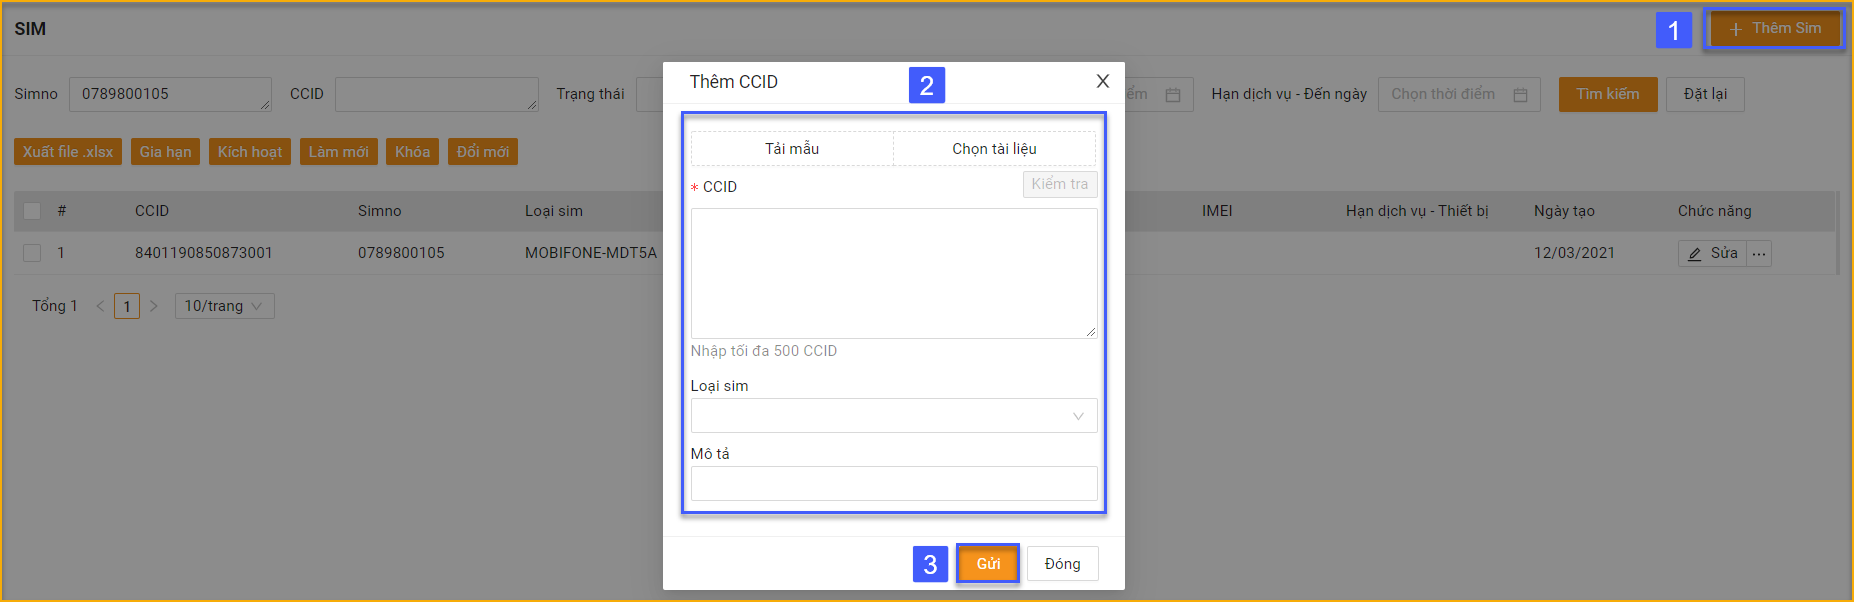 SIM
1
+ Thêm Sim
Thêm CCID
2
X
Simno
0789800105
CCID
Trạng thái
Hạn dịch vụ - Đến ngày
Chọn thời điểm
Tìm kiếm
Đặt lại
Xuất file .xlsx
Gia hạn
Kích hoạt
Làm mới
Khóa
Đổi mới
Tải mẫu
Chọn tài liệu
* CCID
Kiểm tra
Nhập tối đa 500 CCID
Loại sim
Mô tả
3
Gửi
Đóng
# CCID Simno Loại sim IMEI Hạn dịch vụ - Thiết bị Ngày tạo Chức năng
1 8401190850873001 0789800105 MOBIFONE-MDT5A 12/03/2021 Sửa ...
Tổng 1 < 1 > 10/trang